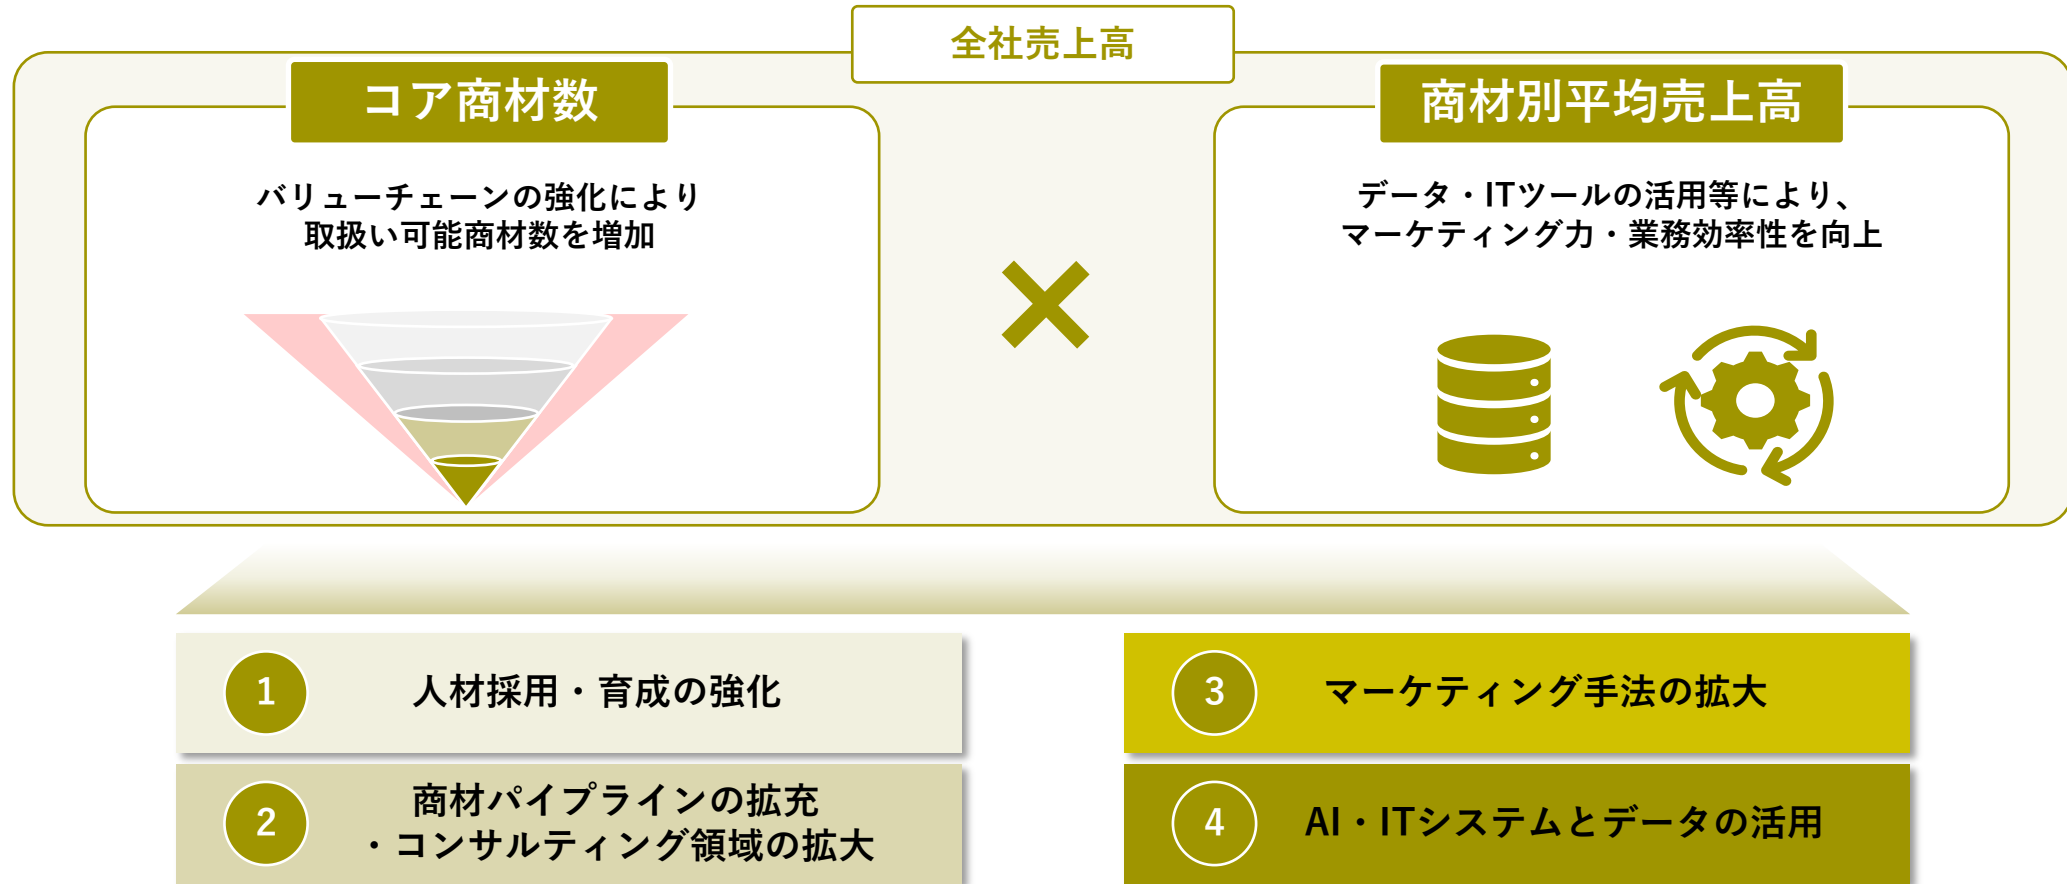 全社売上高
コア商材数
バリューチェーンの強化により
取扱い可能商材数を増加
商材別平均売上高
データ・ITツールの活用等により、
マーケティング力・業務効率性を向上
1
人材採用・育成の強化
2
商材パイプラインの拡充
・コンサルティング領域の拡大
3
マーケティング手法の拡大
4
AI・ITシステムとデータの活用